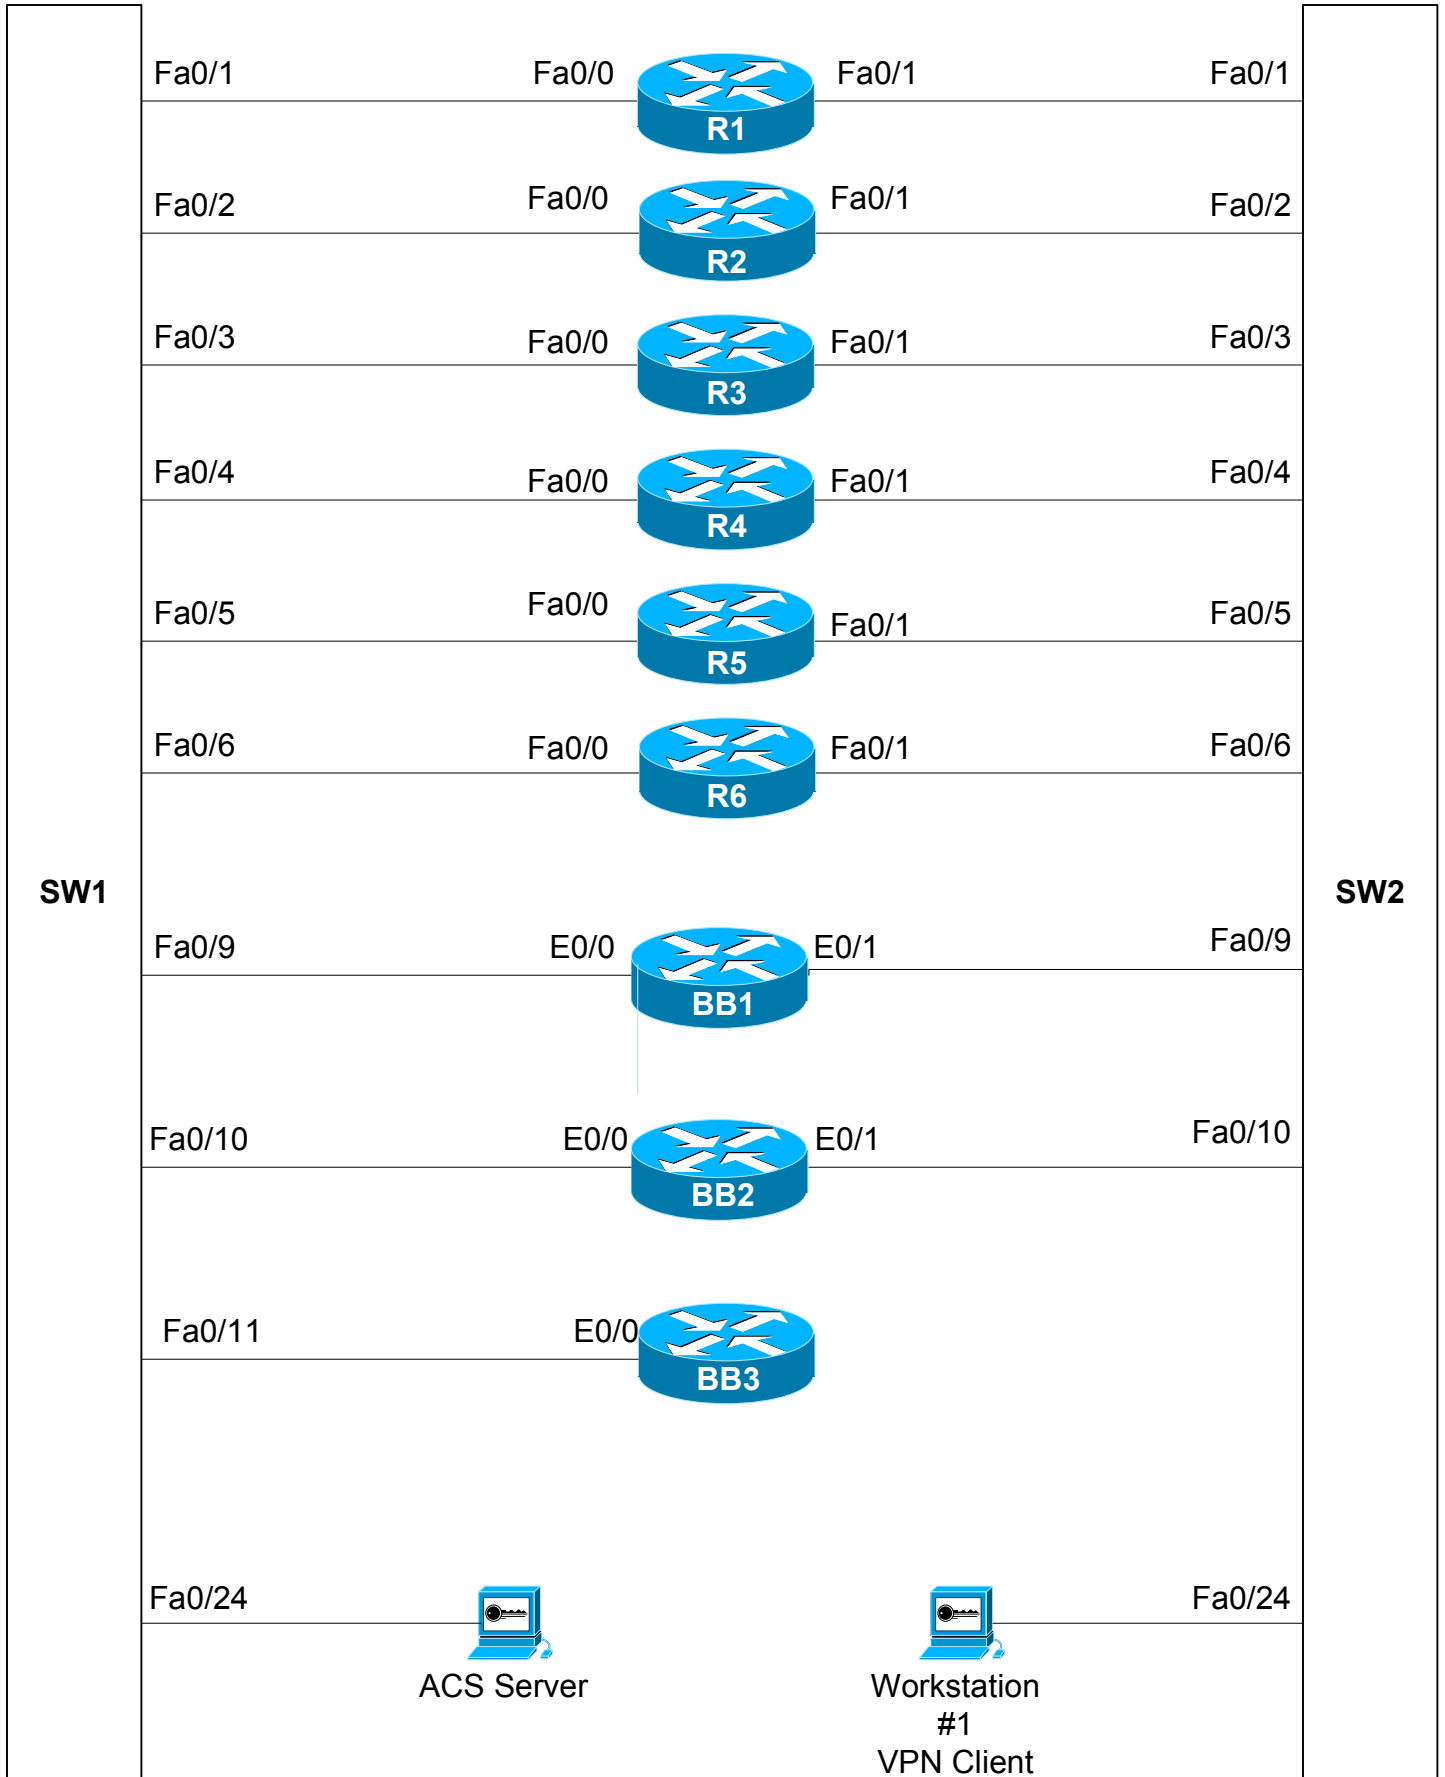 Fa0/1 Fa0/0 Fa0/1 Fa0/1
R1
Fa0/2 Fa0/0 Fa0/1 Fa0/2
R2
Fa0/3 Fa0/0 Fa0/1 Fa0/3
R3
Fa0/4 Fa0/0 Fa0/1 Fa0/4
R4
Fa0/5 Fa0/0 Fa0/1 Fa0/5
R5
Fa0/6 Fa0/0 Fa0/1 Fa0/6
R6
SW1 SW2
Fa0/9 E0/0 E0/1 Fa0/9
BB1
Fa0/10 E0/0 E0/1 Fa0/10
BB2
Fa0/11 E0/0
BB3
Fa0/24 Fa0/24
ACS Server Workstation
#1
VPN Client